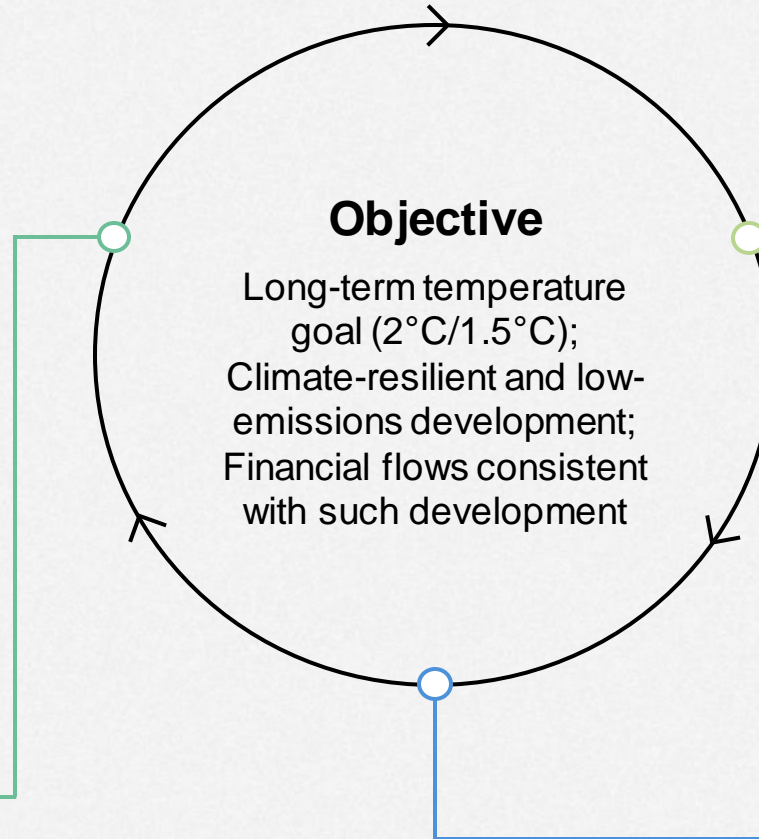 Objective
Long-term temperature
goal (2°C/1.5°C);
Climate-resilient and low-
emissions development;
Financial flows consistent
with such development